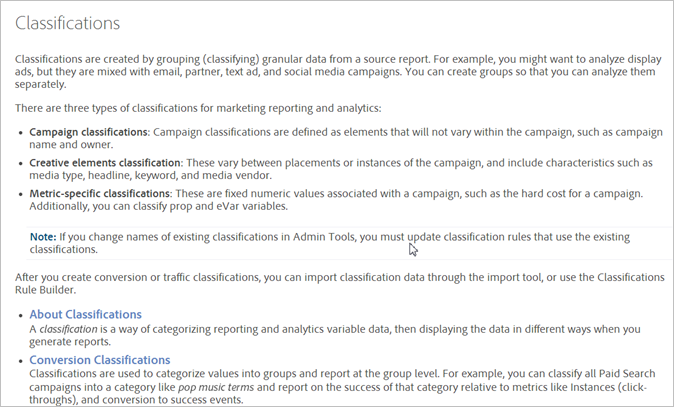 Classifications
Classifications are created by grouping (classifying) granular data from a source report. For example, you might want to analyze display
ads, but they are mixed with email, partner, text ad, and social media campaigns. You can create groups so that you can analyze them
separately.
There are three types of classifications for marketing reporting and analytics:
• Campaign classifications: Campaign classifications are defined as elements that will not vary within the campaign, such as campaign
name and owner.
• Creative elements classification: These vary between placements or instances of the campaign, and include characteristics such as
media type, headline, keyword, and media vendor.
• Metric-specific classifications: These are fixed numeric values associated with a campaign, such as the hard cost for a campaign.
Additionally, you can classify prop and eVar variables.
Note: If you change names of existing classifications in Admin Tools, you must update classification rules that use the existing
classifications.
After you create conversion or traffic classifications, you can import classification data through the import tool, or use the Classifications
Rule Builder.
• About Classifications
A classification is a way of categorizing reporting and analytics variable data, then displaying the data in different ways when you
generate reports.
• Conversion Classifications
Classifications are used to categorize values into groups and report at the group level. For example, you can classify all Paid Search
campaigns into a category like pop music terms and report on the success of that category relative to metrics like Instances (click-
throughs), and conversion to success events.